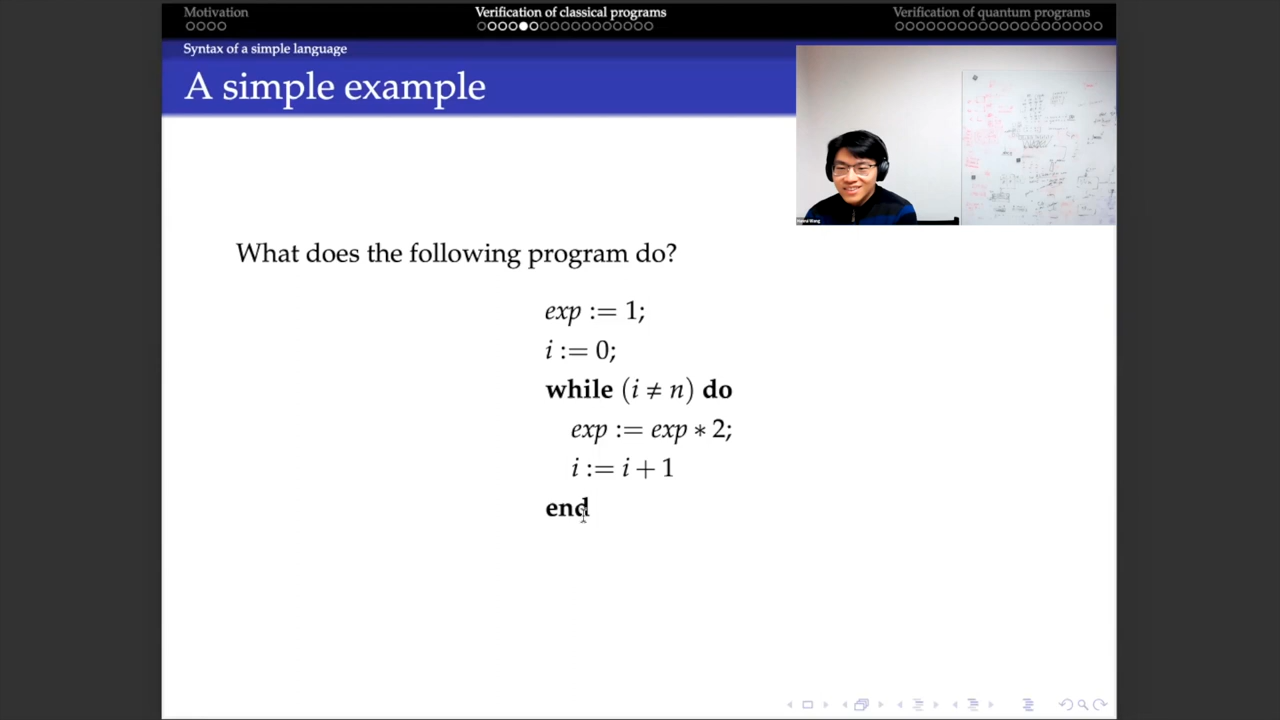 Motivation
Verification of classical programs
Verification of quantum programs
Syntax of a simple language
A simple example
What does the following program do?
exp := 1;
i := 0;
while (i ≠ n) do
exp := exp ∗ 2;
i := i + 1
end